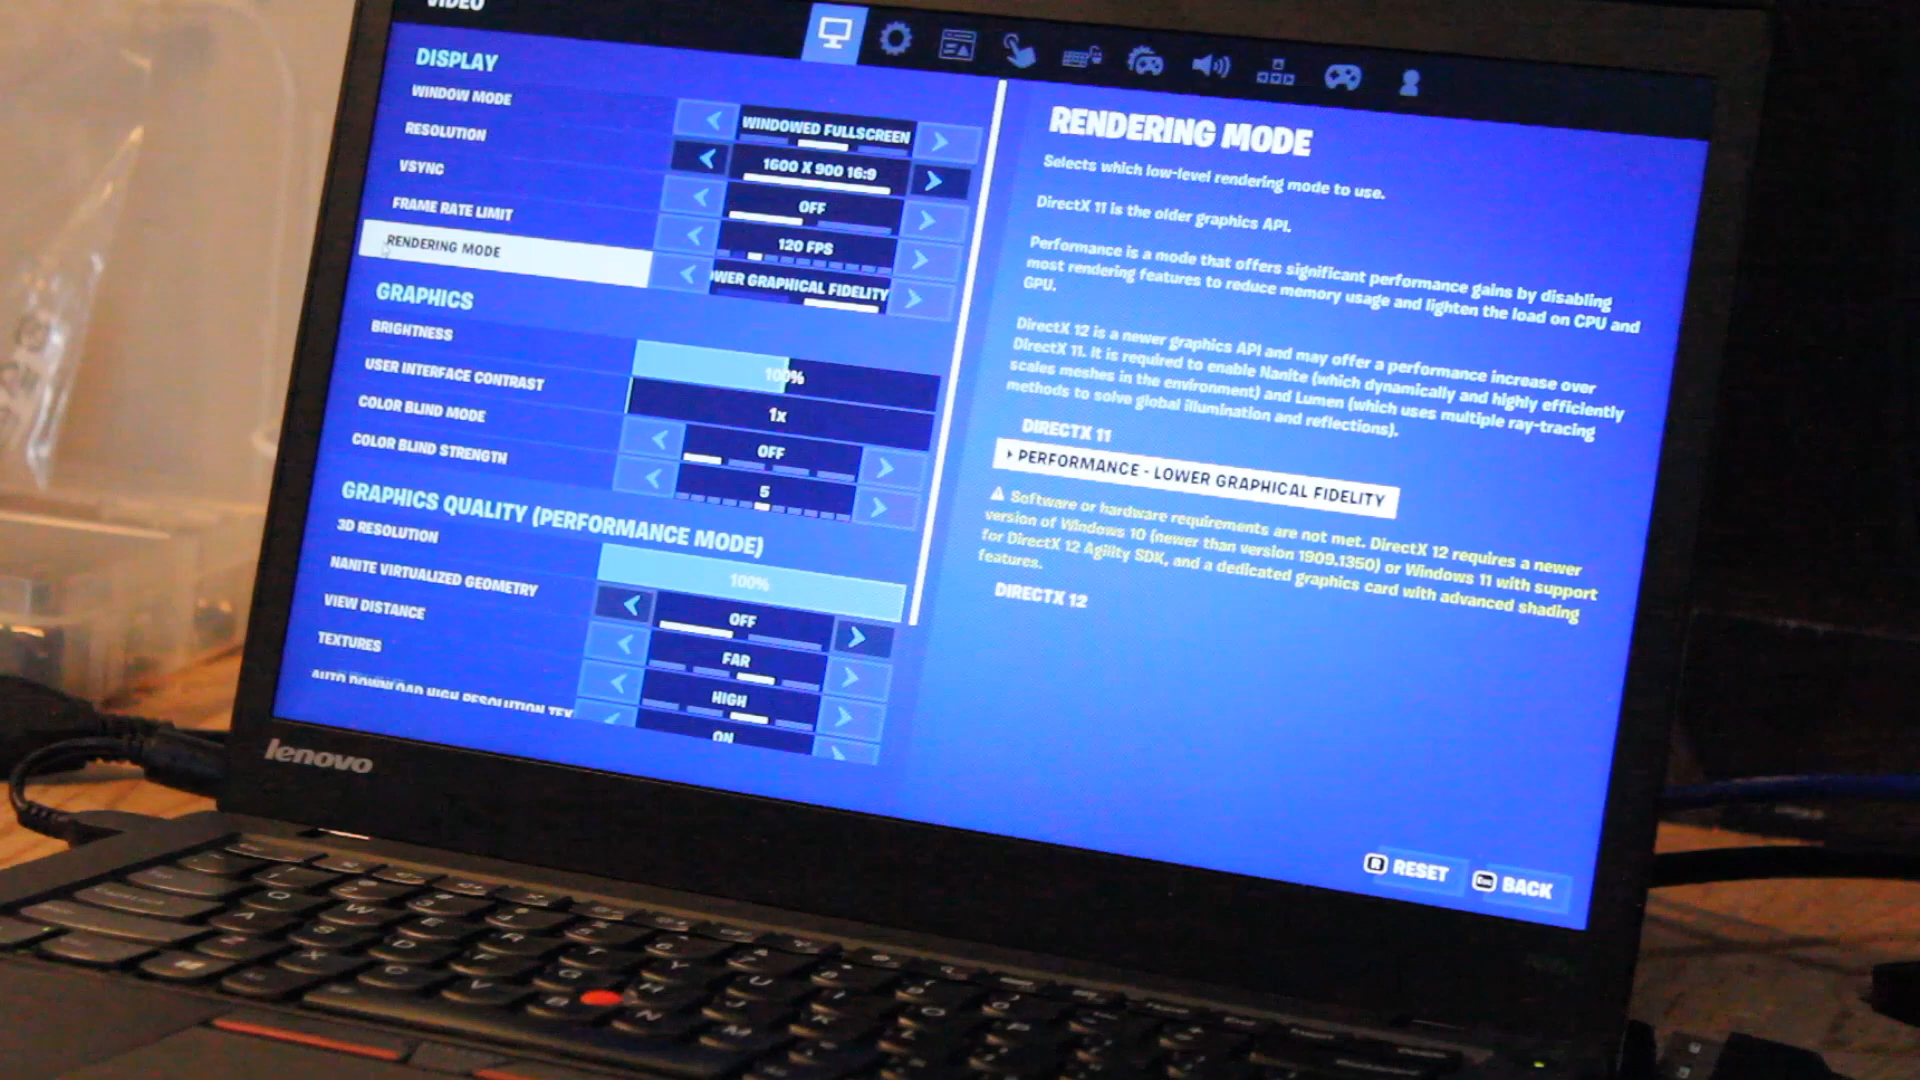 VIDEO
DISPLAY
WINDOW MODE
WINDOWED FULLSCREEN
RESOLUTION
1600 X 900 16:9
VSYNC
OFF
FRAME RATE LIMIT
120 FPS
RENDERING MODE
WER GRAPHICAL FIDELITY
GRAPHICS
BRIGHTNESS
100%
USER INTERFACE CONTRAST
1x
COLOR BLIND MODE
OFF
COLOR BLIND STRENGTH
5
GRAPHICS QUALITY (PERFORMANCE MODE)
3D RESOLUTION
100%
NANITE VIRTUALIZED GEOMETRY
OFF
VIEW DISTANCE
FAR
TEXTURES
HIGH
AUTO DOWNLOAD HIGH RESOLUTION TEX
ON
RENDERING MODE
Selects which low-level rendering mode to use.
DirectX 11 is the older graphics API.
Performance is a mode that offers significant performance gains by disabling
most rendering features to reduce memory usage and lighten the load on CPU and
GPU.
DirectX 12 is a newer graphics API and may offer a performance increase over
DirectX 11. It is required to enable Nanite (which dynamically and highly efficiently
scales meshes in the environment) and Lumen (which uses multiple ray-tracing
methods to solve global illumination and reflections).
DIRECTX 11
PERFORMANCE - LOWER GRAPHICAL FIDELITY
Software or hardware requirements are not met. DirectX 12 requires a newer
version of Windows 10 (newer than version 1909.1350) or Windows 11 with support
for DirectX 12 Agility SDK, and a dedicated graphics card with advanced shading
features.
DIRECTX 12
R RESET
Esc BACK
lenovo
Q W E R T Y U
A S D G H J
Z X C V B N M